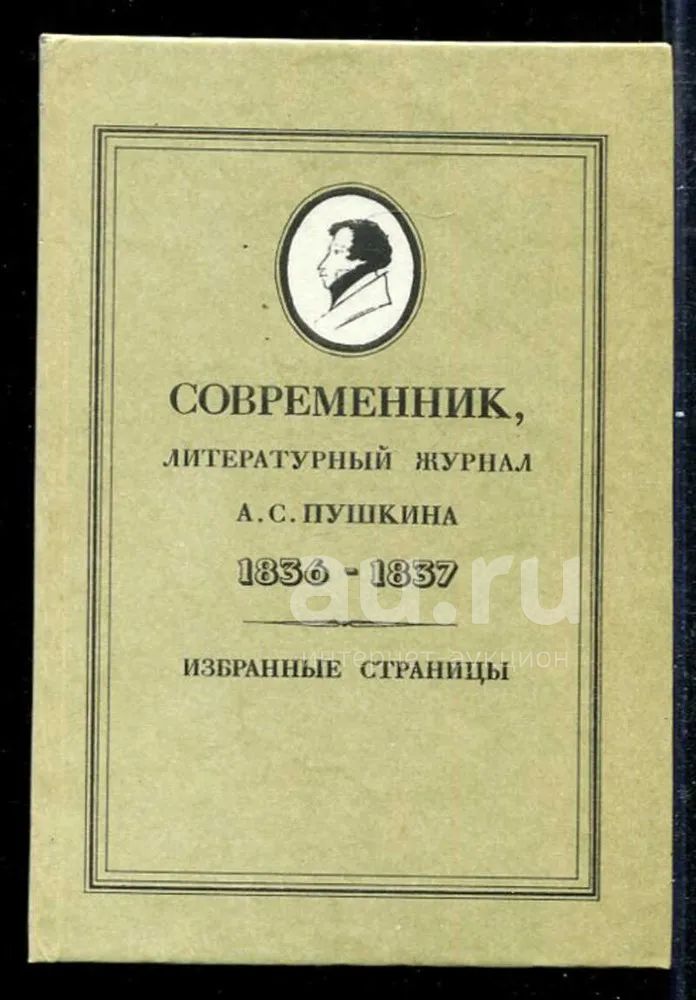 СОВРЕМЕННИК,
ЛИТЕРАТУРНЫЙ ЖУРНАЛ
А.С.ПУШКИНА
1836-1837
au.ru
интернет-аукцион
ИЗБРАННЫЕ СТРАНИЦЫ